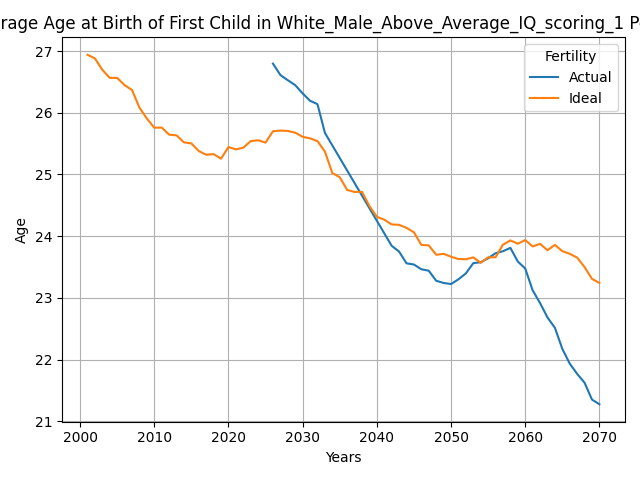 rage Age at Birth of First Child in White_Male_Above_Average_IQ_scoring_1 P
Fertility
Actual
Ideal
27
26
25
24
23
22
21
Age
2000 2010 2020 2030 2040 2050 2060 2070
Years